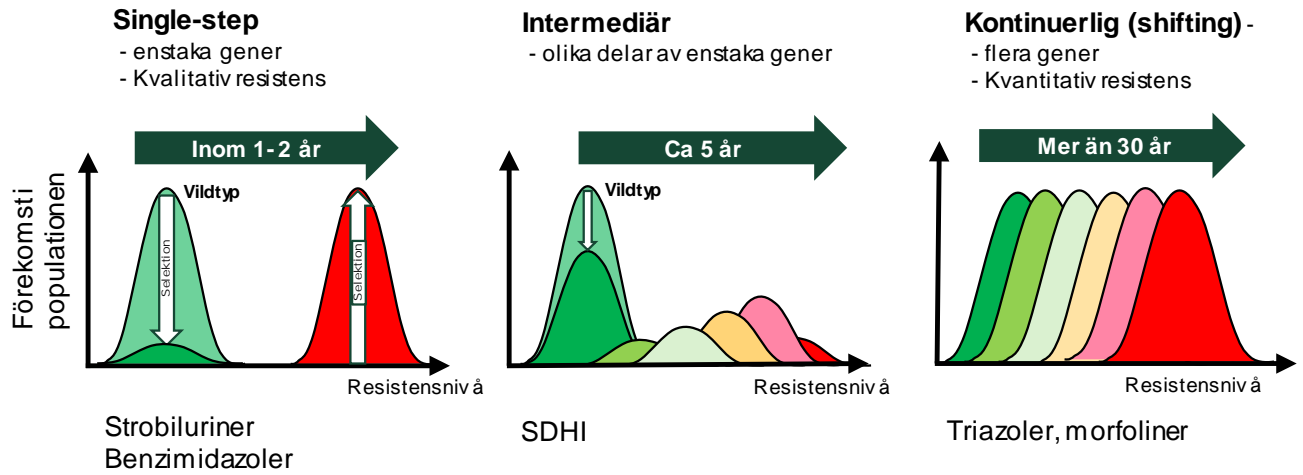 Single-step
- enstaka gener
- Kvalitativ resistens
Inom 1-2 år
Förekomst i
populationen
Vildtyp
Selektion
Selektion
Resistensnivå
Strobiluriner
Benzimidazoler
Intermediär
- olika delar av enstaka gener
Ca 5 år
Vildtyp
Resistensnivå
SDHI
Kontinuerlig (shifting) -
- flera gener
- Kvantitativ resistens
Mer än 30 år
Resistensnivå
Triazoler, morfoliner